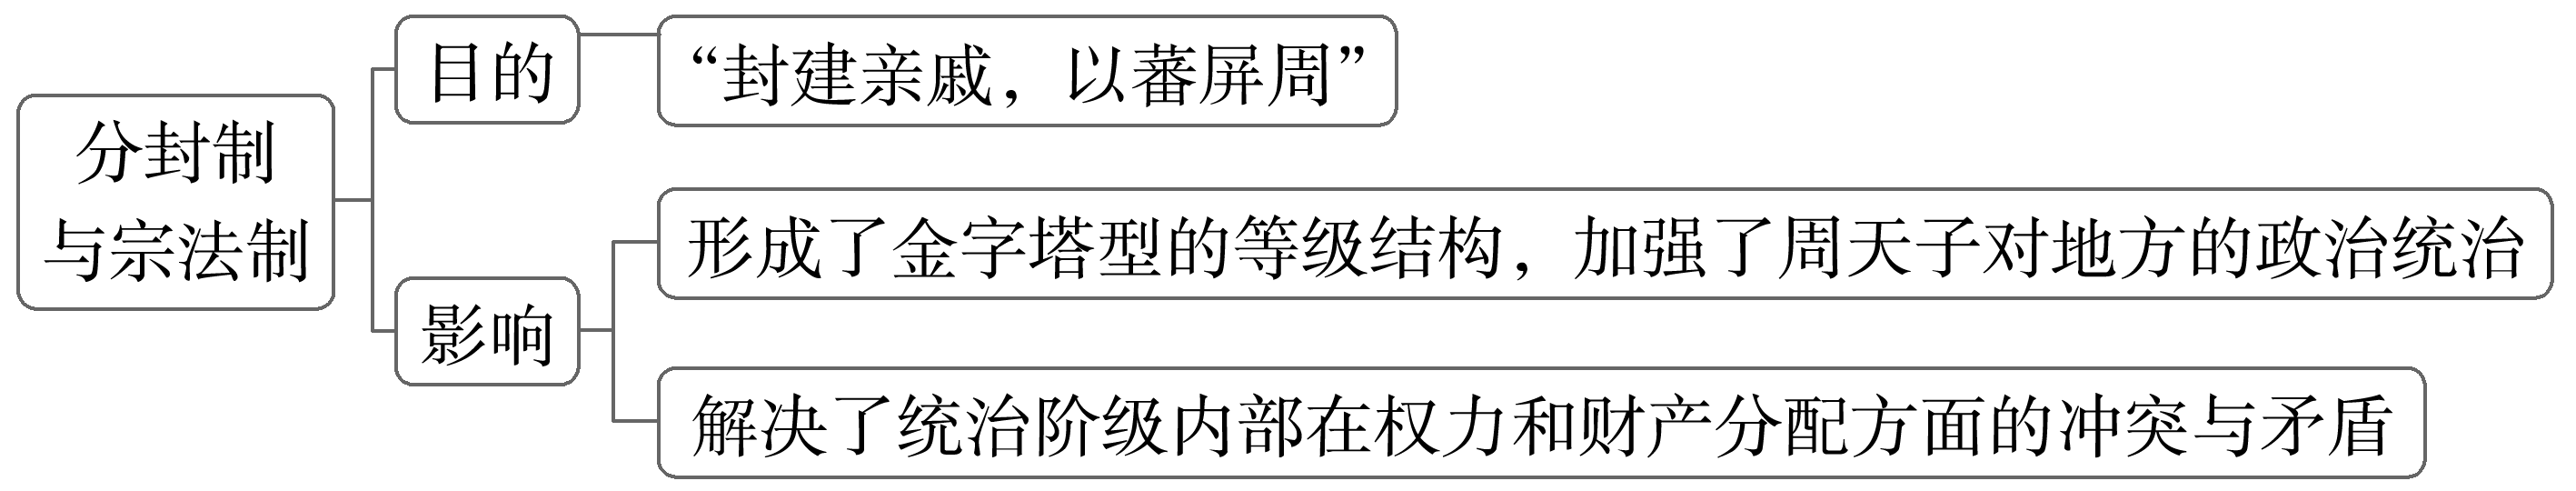 分封制
与宗法制
目的
“封建亲戚，以蕃屏周”
影响
形成了金字塔型的等级结构，加强了周天子对地方的政治统治
解决了统治阶级内部在权力和财产分配方面的冲突与矛盾